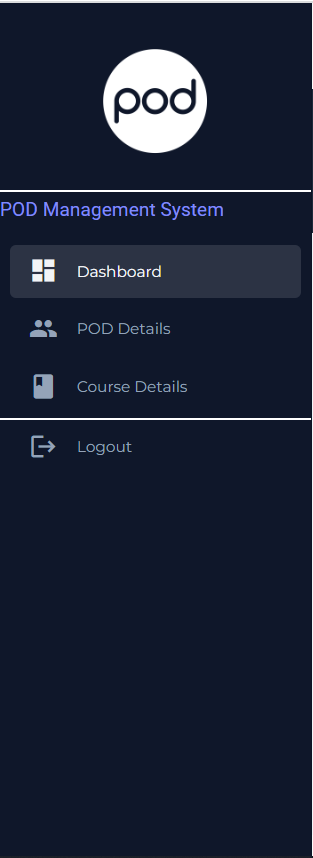 pod
POD Management System
Dashboard
POD Details
Course Details
Logout